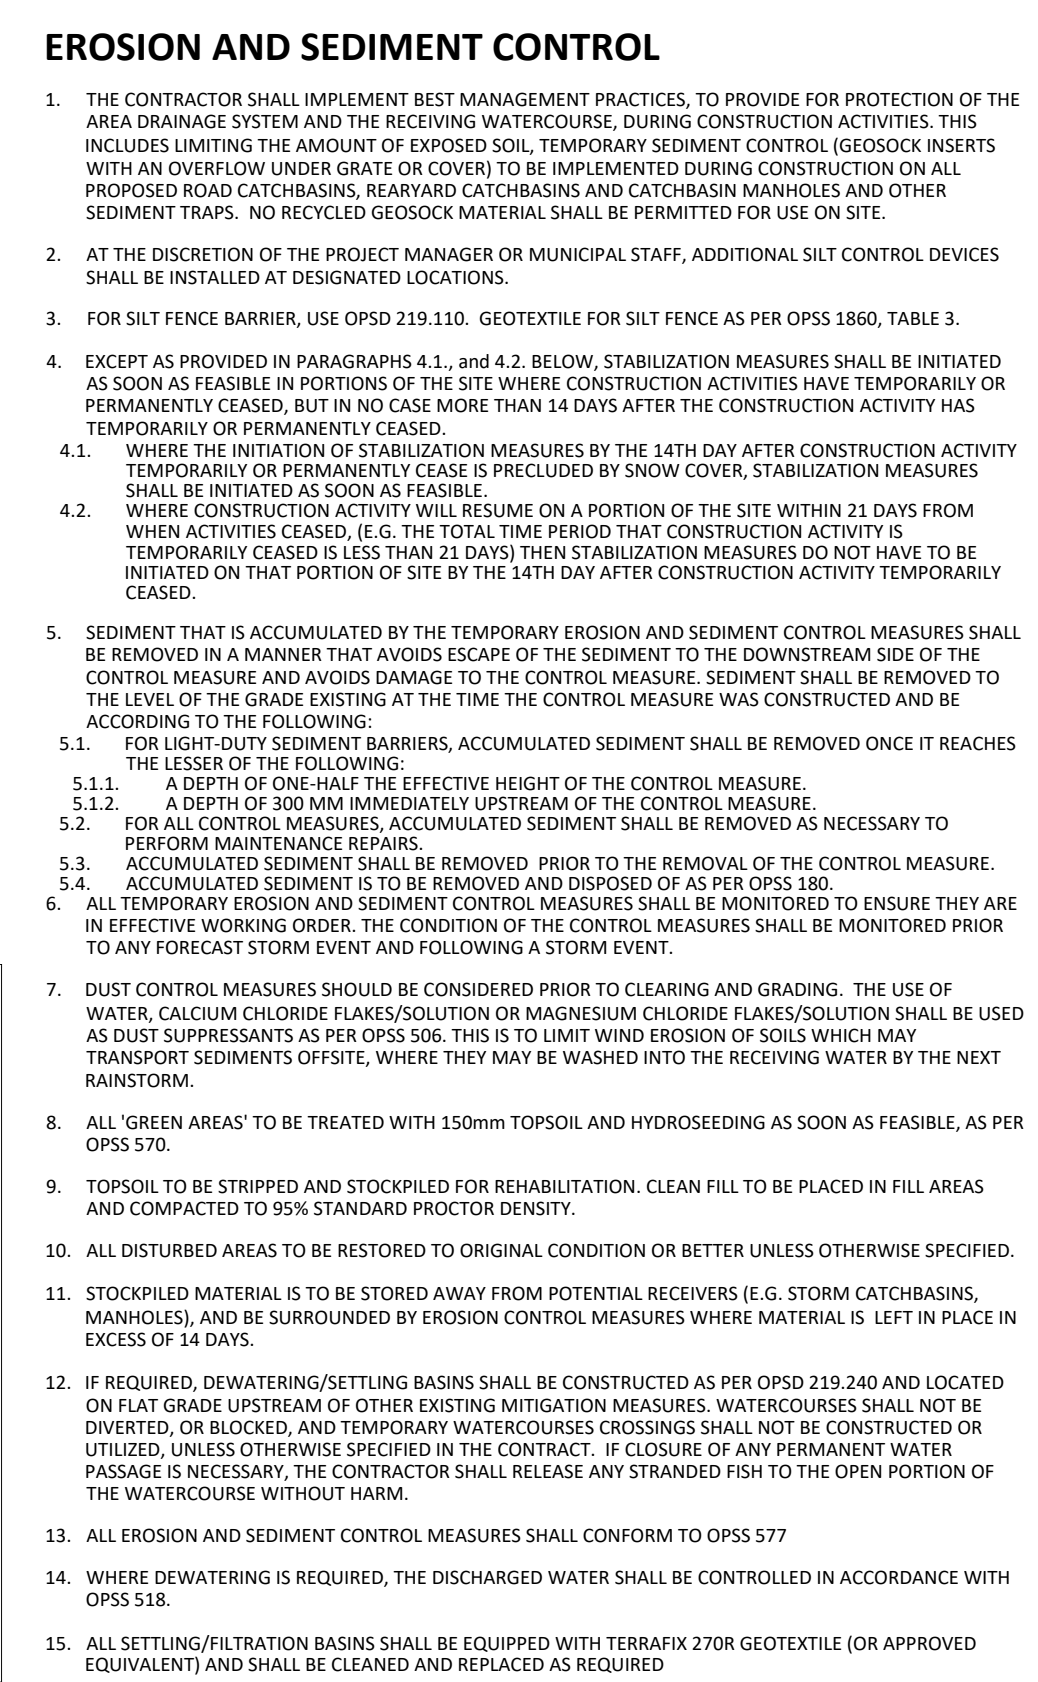 EROSION AND SEDIMENT CONTROL
1. THE CONTRACTOR SHALL IMPLEMENT BEST MANAGEMENT PRACTICES, TO PROVIDE FOR PROTECTION OF THE
AREA DRAINAGE SYSTEM AND THE RECEIVING WATERCOURSE, DURING CONSTRUCTION ACTIVITIES. THIS
INCLUDES LIMITING THE AMOUNT OF EXPOSED SOIL, TEMPORARY SEDIMENT CONTROL (GEOSOCK INSERTS
WITH AN OVERFLOW UNDER GRATE OR COVER) TO BE IMPLEMENTED DURING CONSTRUCTION ON ALL
PROPOSED ROAD CATCHBASINS, REARYARD CATCHBASINS AND CATCHBASIN MANHOLES AND OTHER
SEDIMENT TRAPS. NO RECYCLED GEOSOCK MATERIAL SHALL BE PERMITTED FOR USE ON SITE.
2. AT THE DISCRETION OF THE PROJECT MANAGER OR MUNICIPAL STAFF, ADDITIONAL SILT CONTROL DEVICES
SHALL BE INSTALLED AT DESIGNATED LOCATIONS.
3. FOR SILT FENCE BARRIER, USE OPSD 219.110. GEOTEXTILE FOR SILT FENCE AS PER OPSS 1860, TABLE 3.
4. EXCEPT AS PROVIDED IN PARAGRAPHS 4.1., and 4.2. BELOW, STABILIZATION MEASURES SHALL BE INITIATED
AS SOON AS FEASIBLE IN PORTIONS OF THE SITE WHERE CONSTRUCTION ACTIVITIES HAVE TEMPORARILY OR
PERMANENTLY CEASED, BUT IN NO CASE MORE THAN 14 DAYS AFTER THE CONSTRUCTION ACTIVITY HAS
TEMPORARILY OR PERMANENTLY CEASED.
4.1. WHERE THE INITIATION OF STABILIZATION MEASURES BY THE 14TH DAY AFTER CONSTRUCTION ACTIVITY
TEMPORARILY OR PERMANENTLY CEASE IS PRECLUDED BY SNOW COVER, STABILIZATION MEASURES
SHALL BE INITIATED AS SOON AS FEASIBLE.
4.2. WHERE CONSTRUCTION ACTIVITY WILL RESUME ON A PORTION OF THE SITE WITHIN 21 DAYS FROM
WHEN ACTIVITIES CEASED, (E.G. THE TOTAL TIME PERIOD THAT CONSTRUCTION ACTIVITY IS
TEMPORARILY CEASED IS LESS THAN 21 DAYS) THEN STABILIZATION MEASURES DO NOT HAVE TO BE
INITIATED ON THAT PORTION OF SITE BY THE 14TH DAY AFTER CONSTRUCTION ACTIVITY TEMPORARILY
CEASED.
5. SEDIMENT THAT IS ACCUMULATED BY THE TEMPORARY EROSION AND SEDIMENT CONTROL MEASURES SHALL
BE REMOVED IN A MANNER THAT AVOIDS ESCAPE OF THE SEDIMENT TO THE DOWNSTREAM SIDE OF THE
CONTROL MEASURE AND AVOIDS DAMAGE TO THE CONTROL MEASURE. SEDIMENT SHALL BE REMOVED TO
THE LEVEL OF THE GRADE EXISTING AT THE TIME THE CONTROL MEASURE WAS CONSTRUCTED AND BE
ACCORDING TO THE FOLLOWING:
5.1. FOR LIGHT-DUTY SEDIMENT BARRIERS, ACCUMULATED SEDIMENT SHALL BE REMOVED ONCE IT REACHES
THE LESSER OF THE FOLLOWING:
5.1.1. A DEPTH OF ONE-HALF THE EFFECTIVE HEIGHT OF THE CONTROL MEASURE.
5.1.2. A DEPTH OF 300 MM IMMEDIATELY UPSTREAM OF THE CONTROL MEASURE.
5.2. FOR ALL CONTROL MEASURES, ACCUMULATED SEDIMENT SHALL BE REMOVED AS NECESSARY TO
PERFORM MAINTENANCE REPAIRS.
5.3. ACCUMULATED SEDIMENT SHALL BE REMOVED PRIOR TO THE REMOVAL OF THE CONTROL MEASURE.
5.4. ACCUMULATED SEDIMENT IS TO BE REMOVED AND DISPOSED OF AS PER OPSS 180.
6. ALL TEMPORARY EROSION AND SEDIMENT CONTROL MEASURES SHALL BE MONITORED TO ENSURE THEY ARE
IN EFFECTIVE WORKING ORDER. THE CONDITION OF THE CONTROL MEASURES SHALL BE MONITORED PRIOR
TO ANY FORECAST STORM EVENT AND FOLLOWING A STORM EVENT.
7. DUST CONTROL MEASURES SHOULD BE CONSIDERED PRIOR TO CLEARING AND GRADING. THE USE OF
WATER, CALCIUM CHLORIDE FLAKES/SOLUTION OR MAGNESIUM CHLORIDE FLAKES/SOLUTION SHALL BE USED
AS DUST SUPPRESSANTS AS PER OPSS 506. THIS IS TO LIMIT WIND EROSION OF SOILS WHICH MAY
TRANSPORT SEDIMENTS OFFSITE, WHERE THEY MAY BE WASHED INTO THE RECEIVING WATER BY THE NEXT
RAINSTORM.
8. ALL 'GREEN AREAS' TO BE TREATED WITH 150mm TOPSOIL AND HYDROSEEDING AS SOON AS FEASIBLE, AS PER
OPSS 570.
9. TOPSOIL TO BE STRIPPED AND STOCKPILED FOR REHABILITATION. CLEAN FILL TO BE PLACED IN FILL AREAS
AND COMPACTED TO 95% STANDARD PROCTOR DENSITY.
10. ALL DISTURBED AREAS TO BE RESTORED TO ORIGINAL CONDITION OR BETTER UNLESS OTHERWISE SPECIFIED.
11. STOCKPILED MATERIAL IS TO BE STORED AWAY FROM POTENTIAL RECEIVERS (E.G. STORM CATCHBASINS,
MANHOLES), AND BE SURROUNDED BY EROSION CONTROL MEASURES WHERE MATERIAL IS LEFT IN PLACE IN
EXCESS OF 14 DAYS.
12. IF REQUIRED, DEWATERING/SETTLING BASINS SHALL BE CONSTRUCTED AS PER OPSD 219.240 AND LOCATED
ON FLAT GRADE UPSTREAM OF OTHER EXISTING MITIGATION MEASURES. WATERCOURSES SHALL NOT BE
DIVERTED, OR BLOCKED, AND TEMPORARY WATERCOURSES CROSSINGS SHALL NOT BE CONSTRUCTED OR
UTILIZED, UNLESS OTHERWISE SPECIFIED IN THE CONTRACT. IF CLOSURE OF ANY PERMANENT WATER
PASSAGE IS NECESSARY, THE CONTRACTOR SHALL RELEASE ANY STRANDED FISH TO THE OPEN PORTION OF
THE WATERCOURSE WITHOUT HARM.
13. ALL EROSION AND SEDIMENT CONTROL MEASURES SHALL CONFORM TO OPSS 577
14. WHERE DEWATERING IS REQUIRED, THE DISCHARGED WATER SHALL BE CONTROLLED IN ACCORDANCE WITH
OPSS 518.
15. ALL SETTLING/FILTRATION BASINS SHALL BE EQUIPPED WITH TERRAFIX 270R GEOTEXTILE (OR APPROVED
EQUIVALENT) AND SHALL BE CLEANED AND REPLACED AS REQUIRED